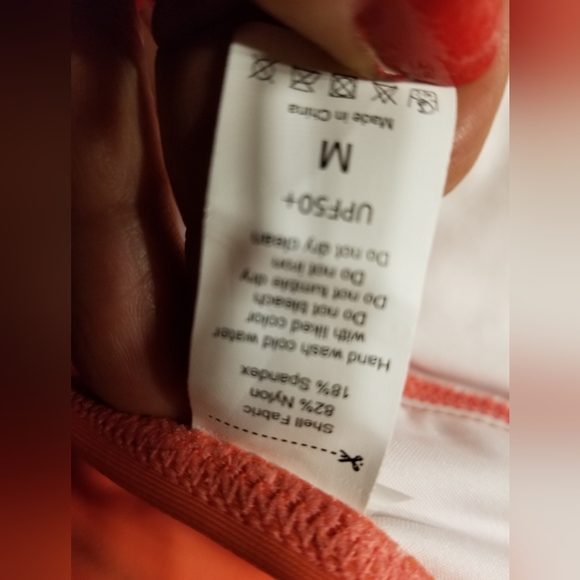 Shell Fabric
82% Nylon
18% Spandex
Hand wash cold water
with liked color
Do not bleach
Do not tumble dry
Do not iron
Do not dry clean
UPF50+
M
Made in China